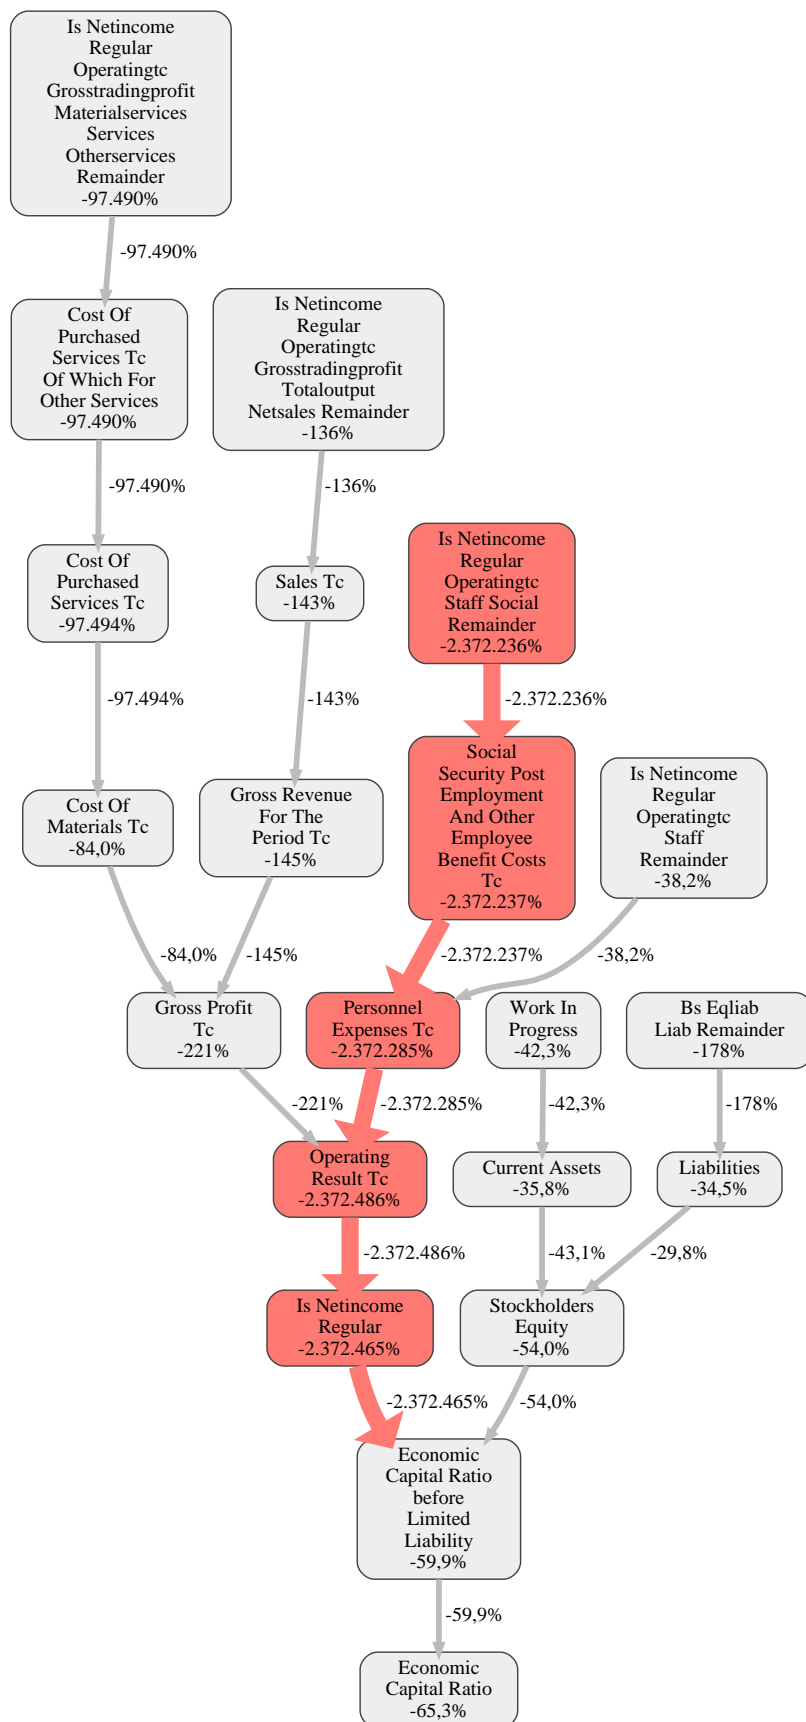 Is Netincome
Regular
Operatingtc
Grosstradingprofit
Materialservices
Services
Otherservices
Remainder
-97.490%
-97.490%
Cost Of
Purchased
Services Tc
Of Which For
Other Services
-97.490%
Is Netincome
Regular
Operatingtc
Grosstradingprofit
Totaloutput
Netsales Remainder
-136%
-97.490%
-136%
Cost Of
Purchased
Services Tc
-97.494%
Sales Tc
-143%
Is Netincome
Regular
Operatingtc
Staff Social
Remainder
-2.372.236%
-97.494%
-143%
-2.372.236%
Cost Of
Materials Tc
-84,0%
Gross Revenue
For The
Period Tc
-145%
Social
Security Post
Employment
And Other
Employee
Benefit Costs
Tc
-2.372.237%
Is Netincome
Regular
Operatingtc
Staff
Remainder
-38,2%
-84,0%
-145%
-2.372.237%
-38,2%
Gross Profit
Tc
-221%
Personnel
Expenses Tc
-2.372.285%
Work In
Progress
-42,3%
Bs Eqliab
Liab Remainder
-178%
-221%
-2.372.285%
-42,3%
-178%
Operating
Result Tc
-2.372.486%
Current Assets
-35,8%
Liabilities
-34,5%
-2.372.486%
-43,1%
-29,8%
Is Netincome
Regular
-2.372.465%
Stockholders
Equity
-54,0%
-2.372.465%
-54,0%
Economic
Capital Ratio
before
Limited
Liability
-59,9%
-59,9%
Economic
Capital Ratio
-65,3%